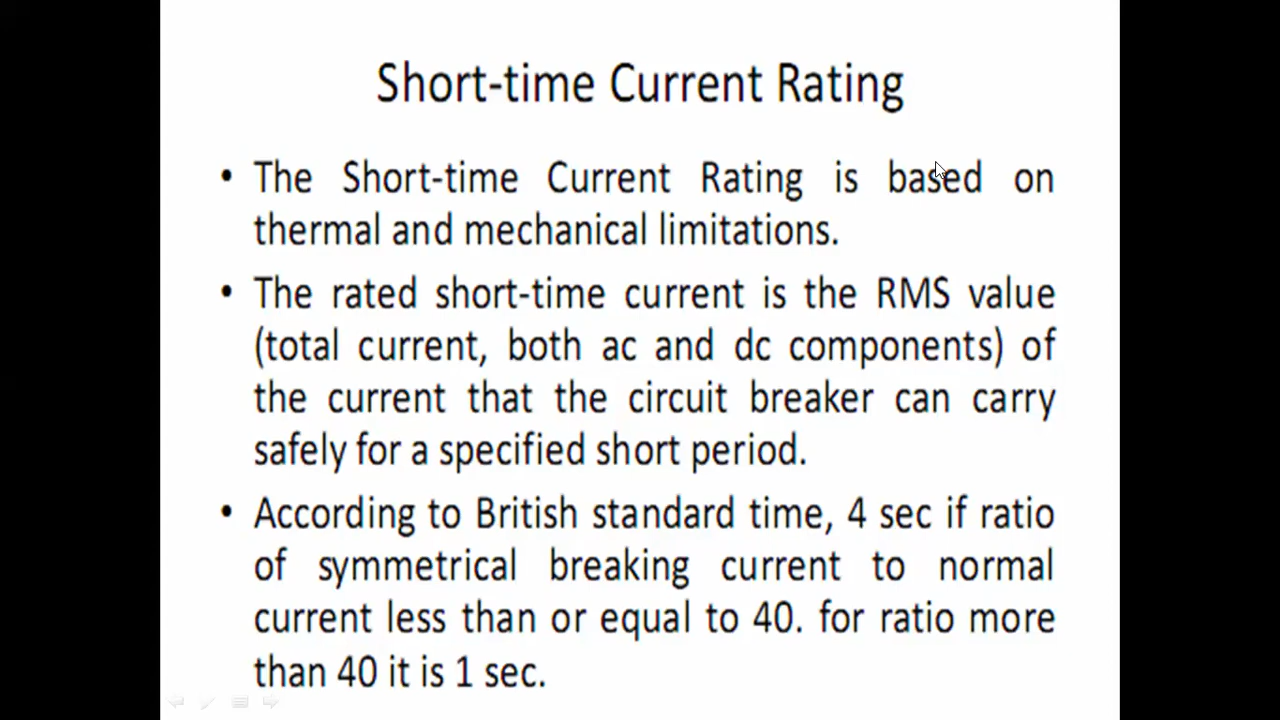 Short-time Current Rating
• The Short-time Current Rating is based on
thermal and mechanical limitations.
• The rated short-time current is the RMS value
(total current, both ac and dc components) of
the current that the circuit breaker can carry
safely for a specified short period.
• According to British standard time, 4 sec if ratio
of symmetrical breaking current to normal
current less than or equal to 40. for ratio more
than 40 it is 1 sec.